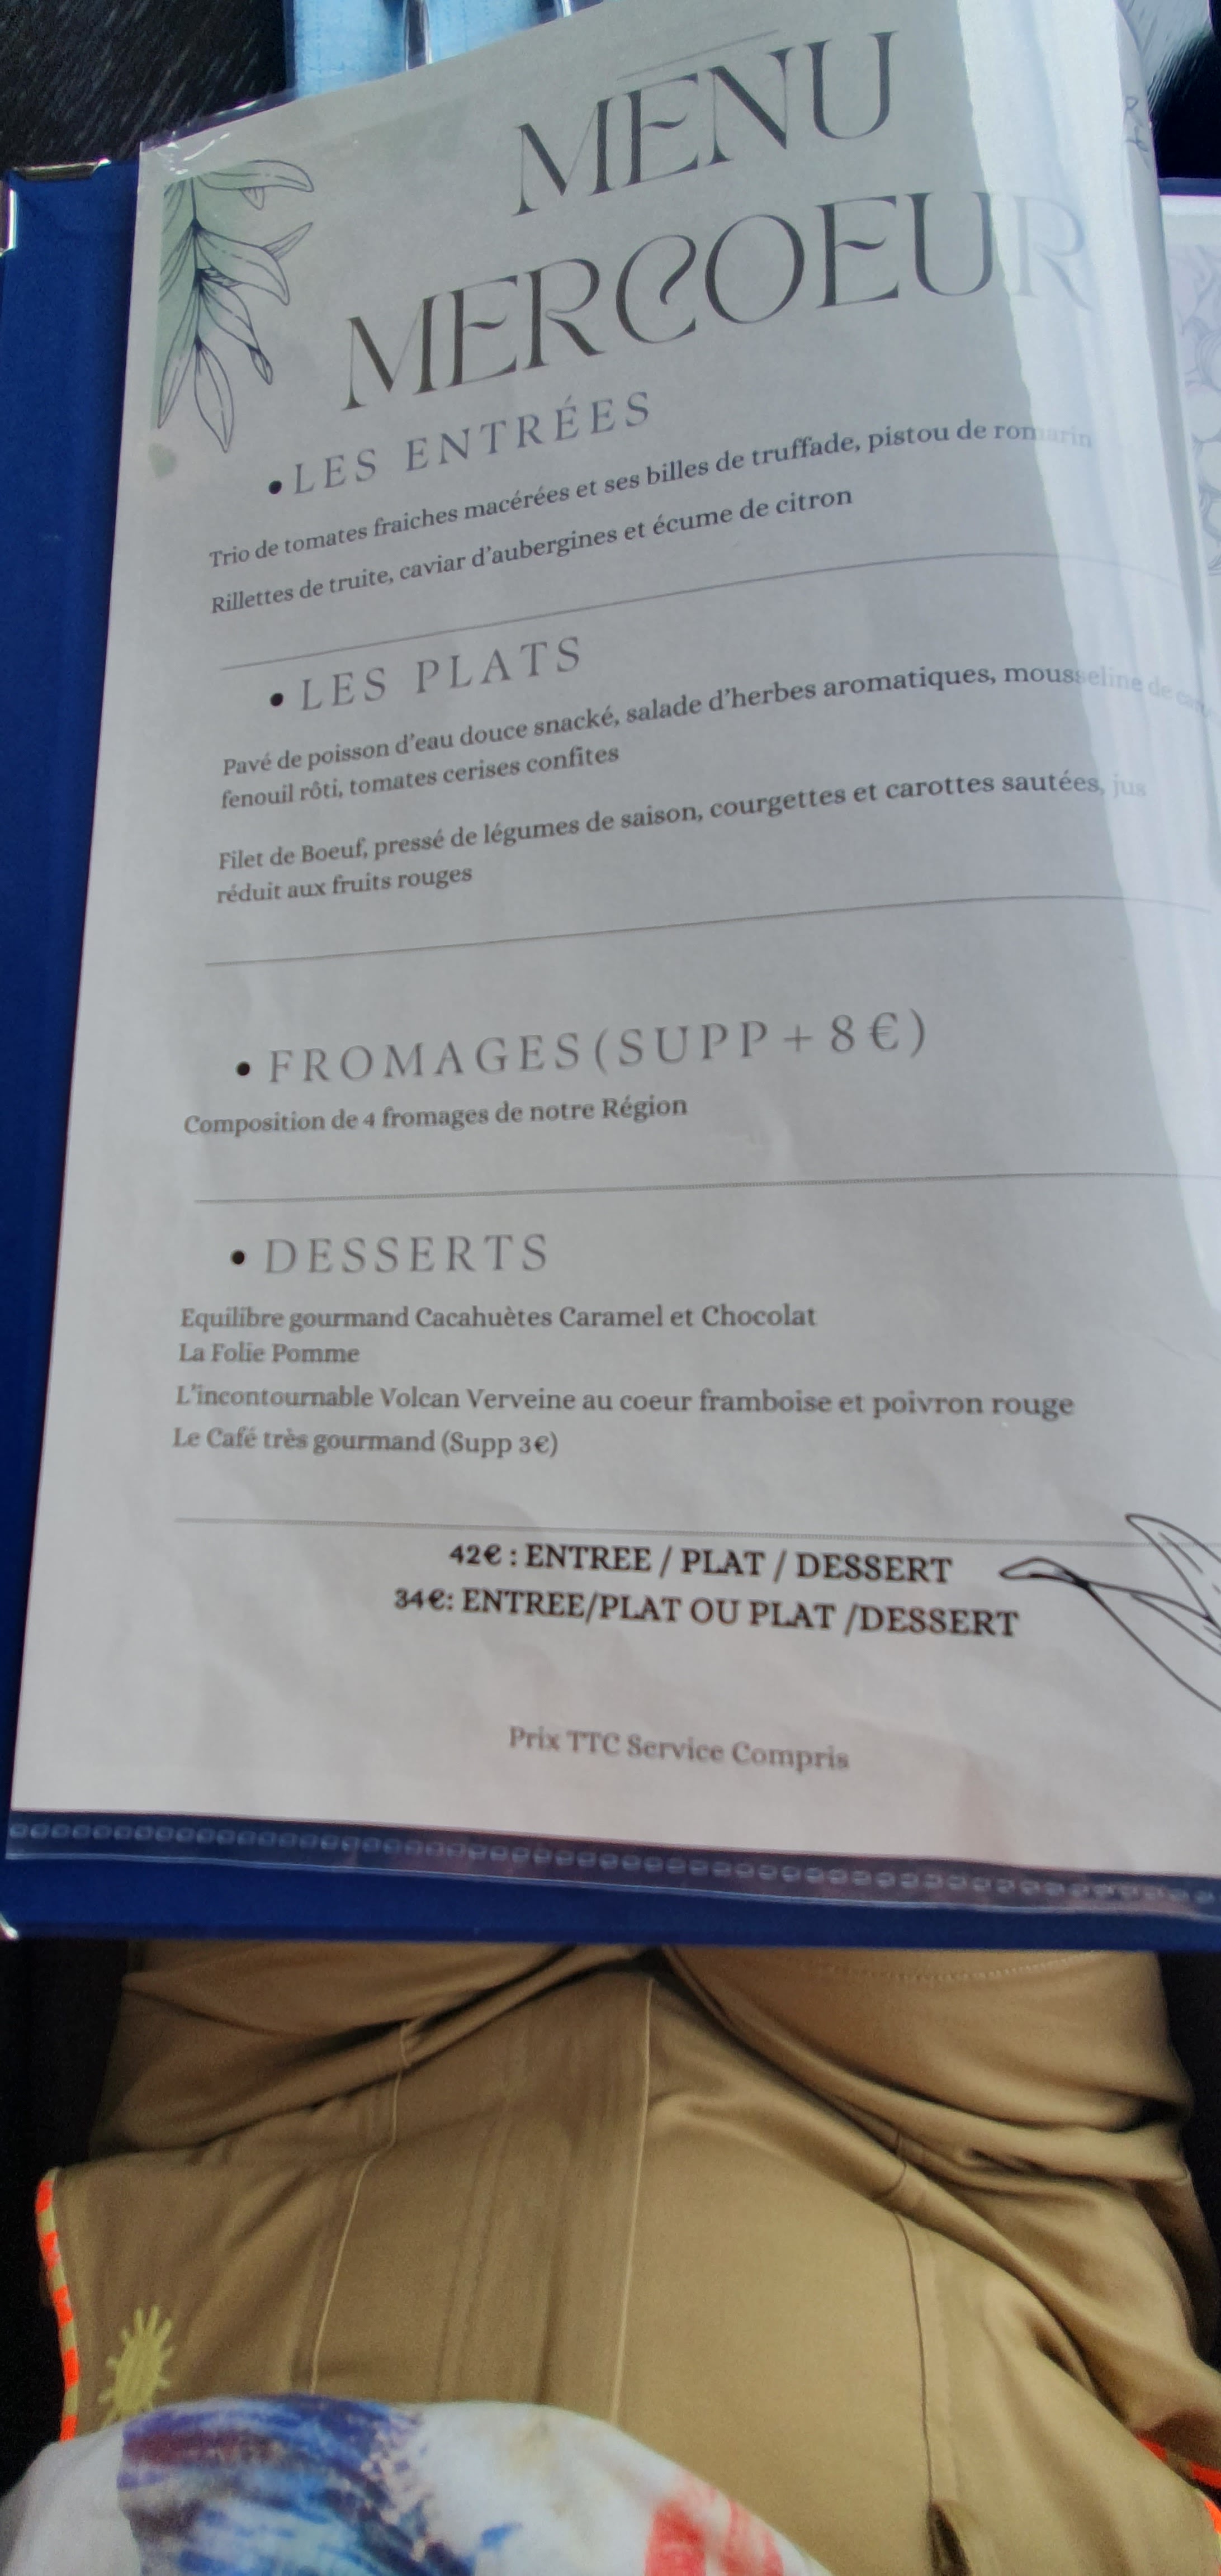 MENU
MERCOEUR
• LES ENTRÉES
Trio de tomates fraiches macérées et ses billes de truffade, pistou de romarin
Rillettes de truite, caviar d'aubergines et écume de citron
• LES PLATS
Pavé de poisson d'eau douce snacké, salade d'herbes aromatiques, mousseline de
fenouil rôti, tomates cerises confites
Filet de Boeuf, pressé de légumes de saison, courgettes et carottes sautées, jus
réduit aux fruits rouges
• FROMAGES (SUPP + 8 €)
Composition de 4 fromages de notre Région
• DESSERTS
Equilibre gourmand Cacahuètes Caramel et Chocolat
La Folie Pomme
L'incontournable Volcan Verveine au coeur framboise et poivron rouge
Le Café très gourmand (Supp 3€)
42€ : ENTREE / PLAT / DESSERT
34€: ENTREE/PLAT OU PLAT /DESSERT
Prix TTC Service Compris